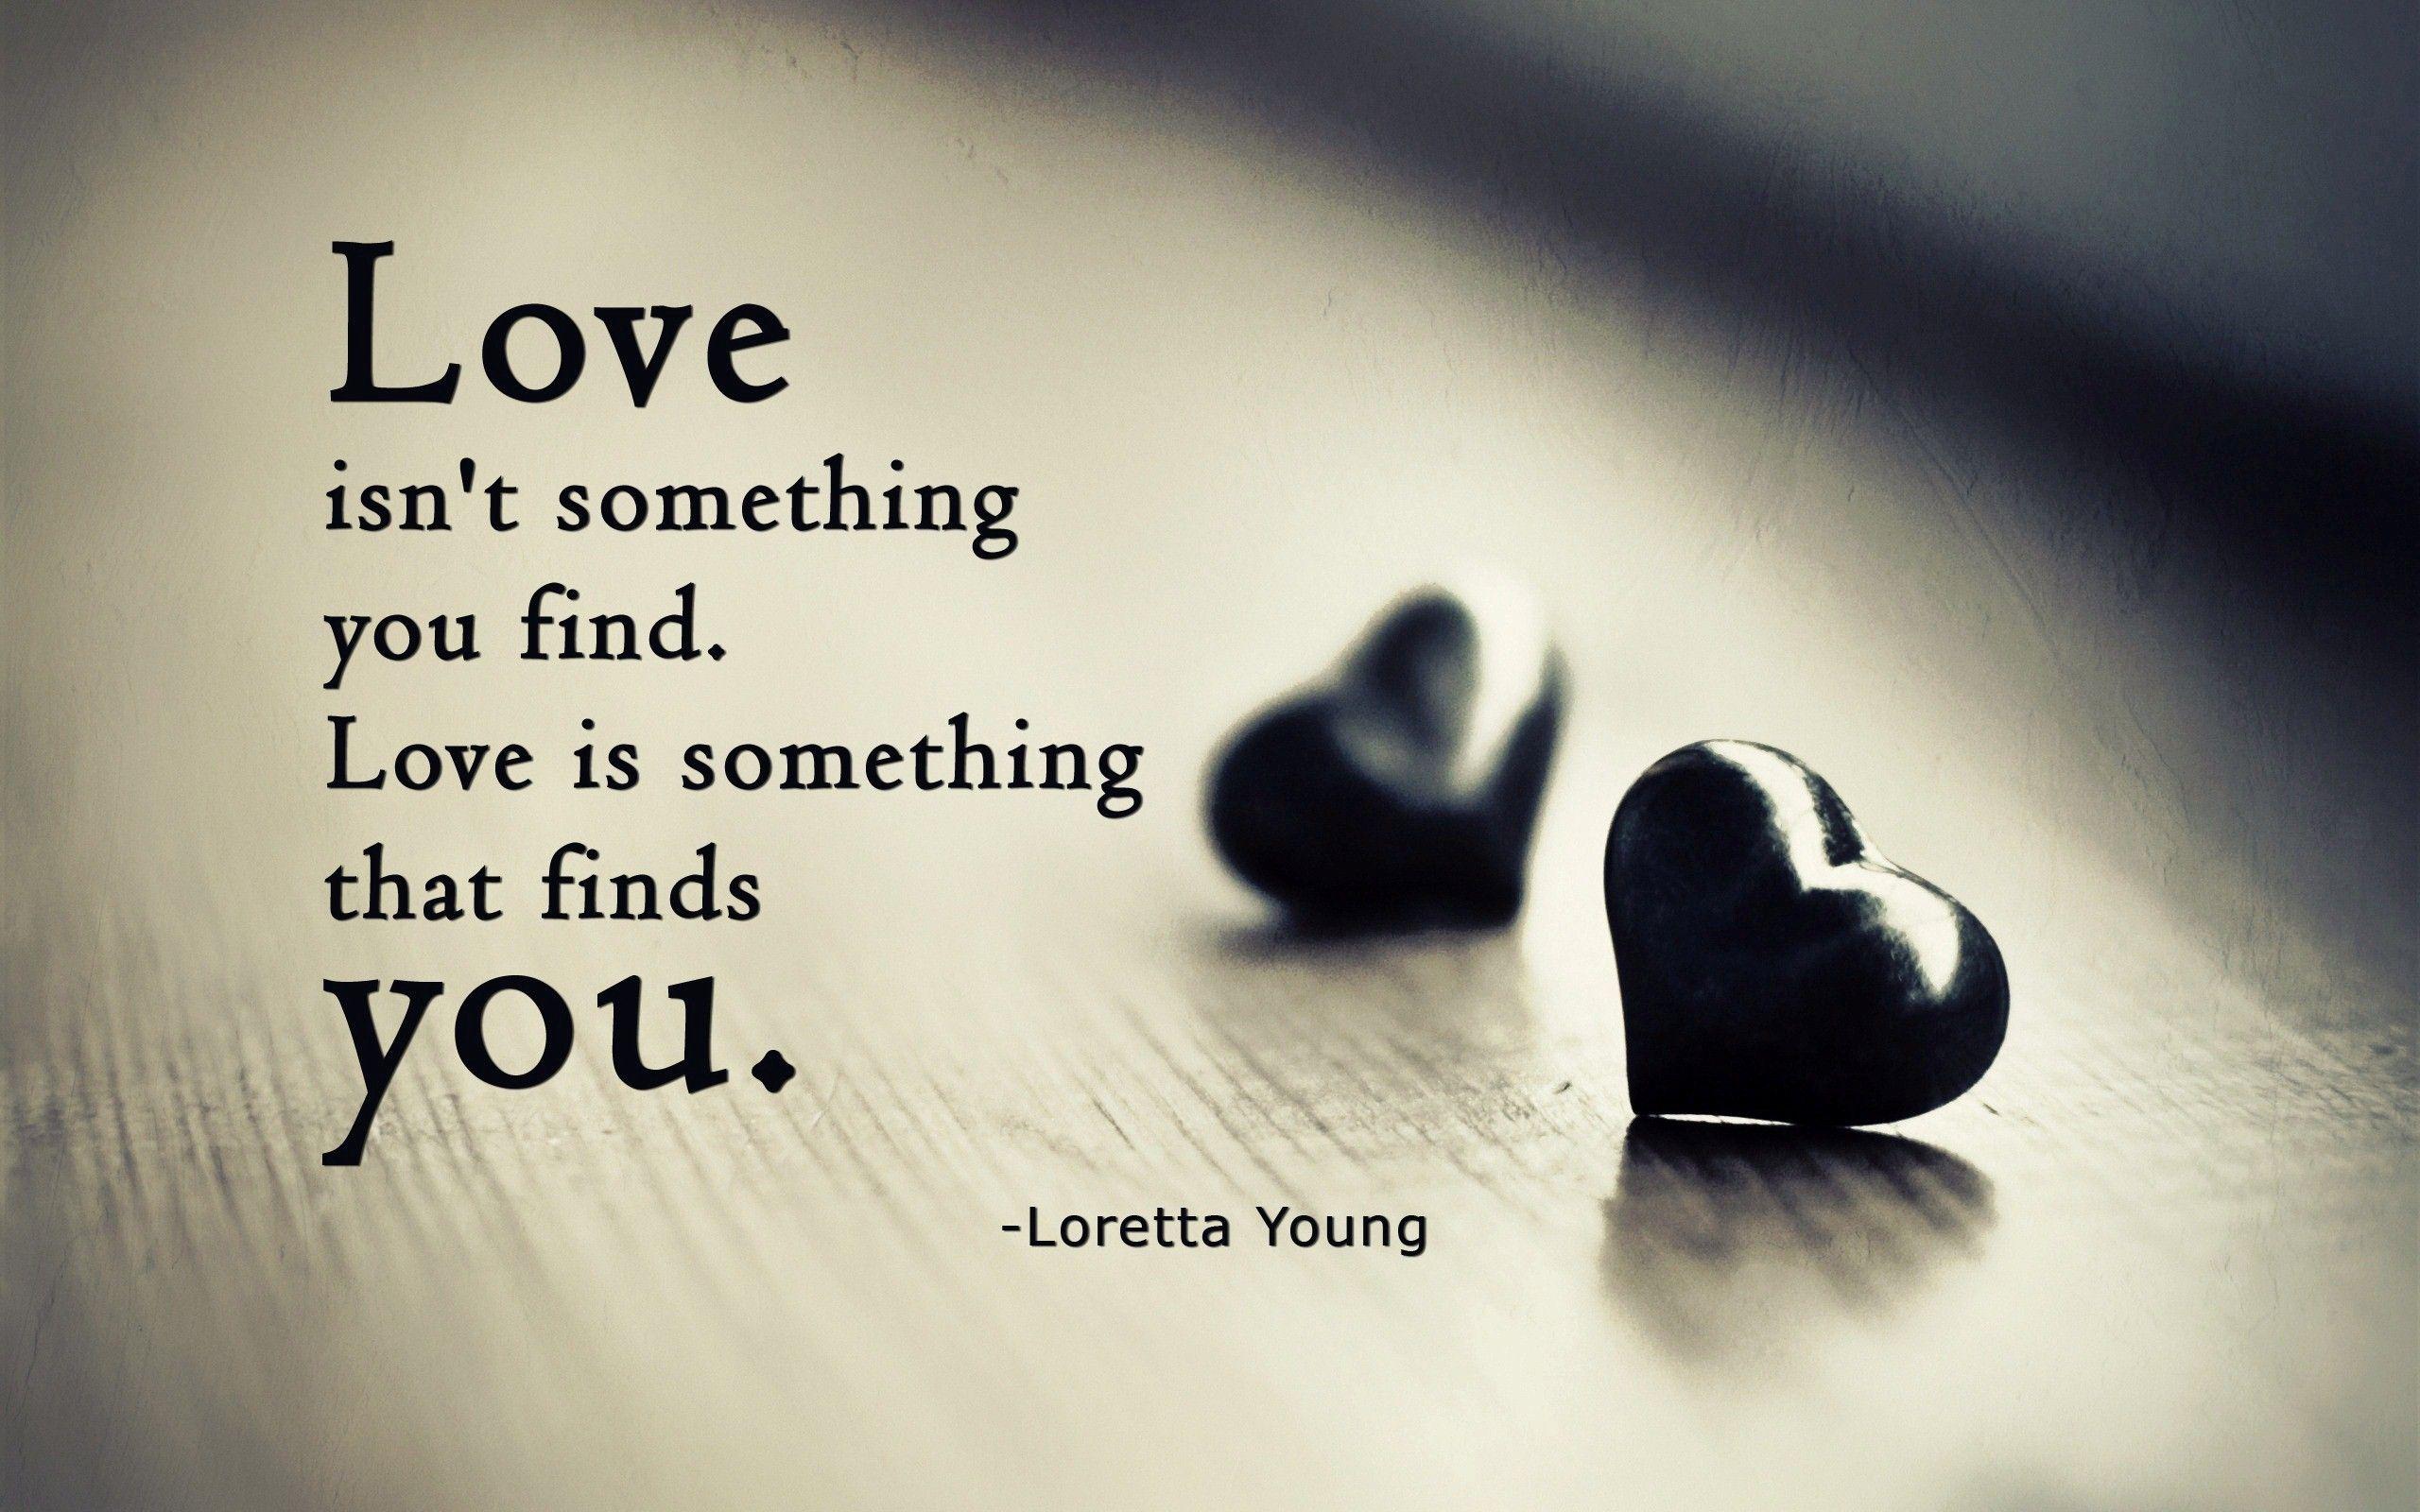 Love
isn't something
you find.
Love is something
that finds
you.
-Loretta Young